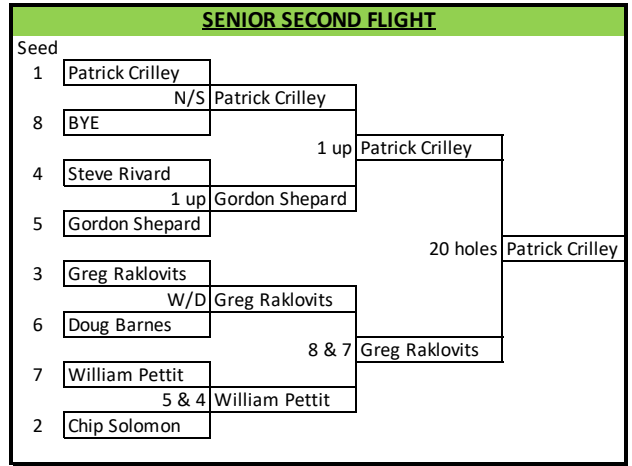 SENIOR SECOND FLIGHT
Seed
1 Patrick Crilley
N/S Patrick Crilley
8 BYE
1 up Patrick Crilley
4 Steve Rivard
1 up Gordon Shepard
5 Gordon Shepard
20 holes Patrick Crilley
3 Greg Raklovits
W/D Greg Raklovits
6 Doug Barnes
8 & 7 Greg Raklovits
7 William Pettit
5 & 4 William Pettit
2 Chip Solomon